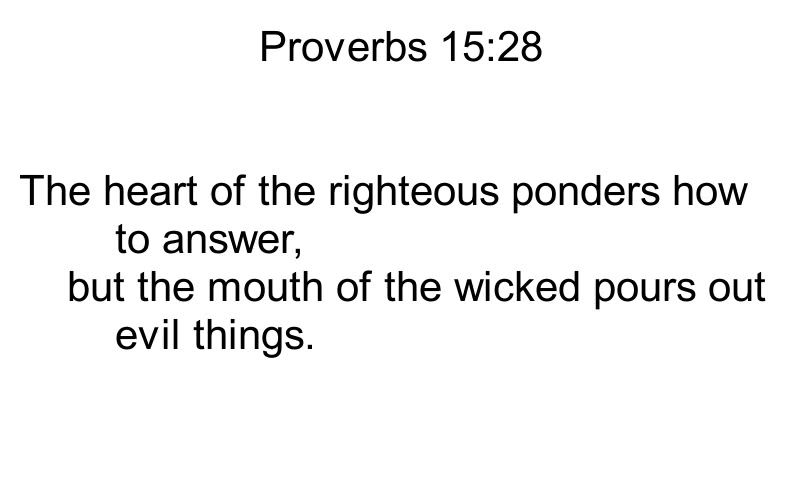 Proverbs 15:28
The heart of the righteous ponders how
to answer,
but the mouth of the wicked pours out
evil things.